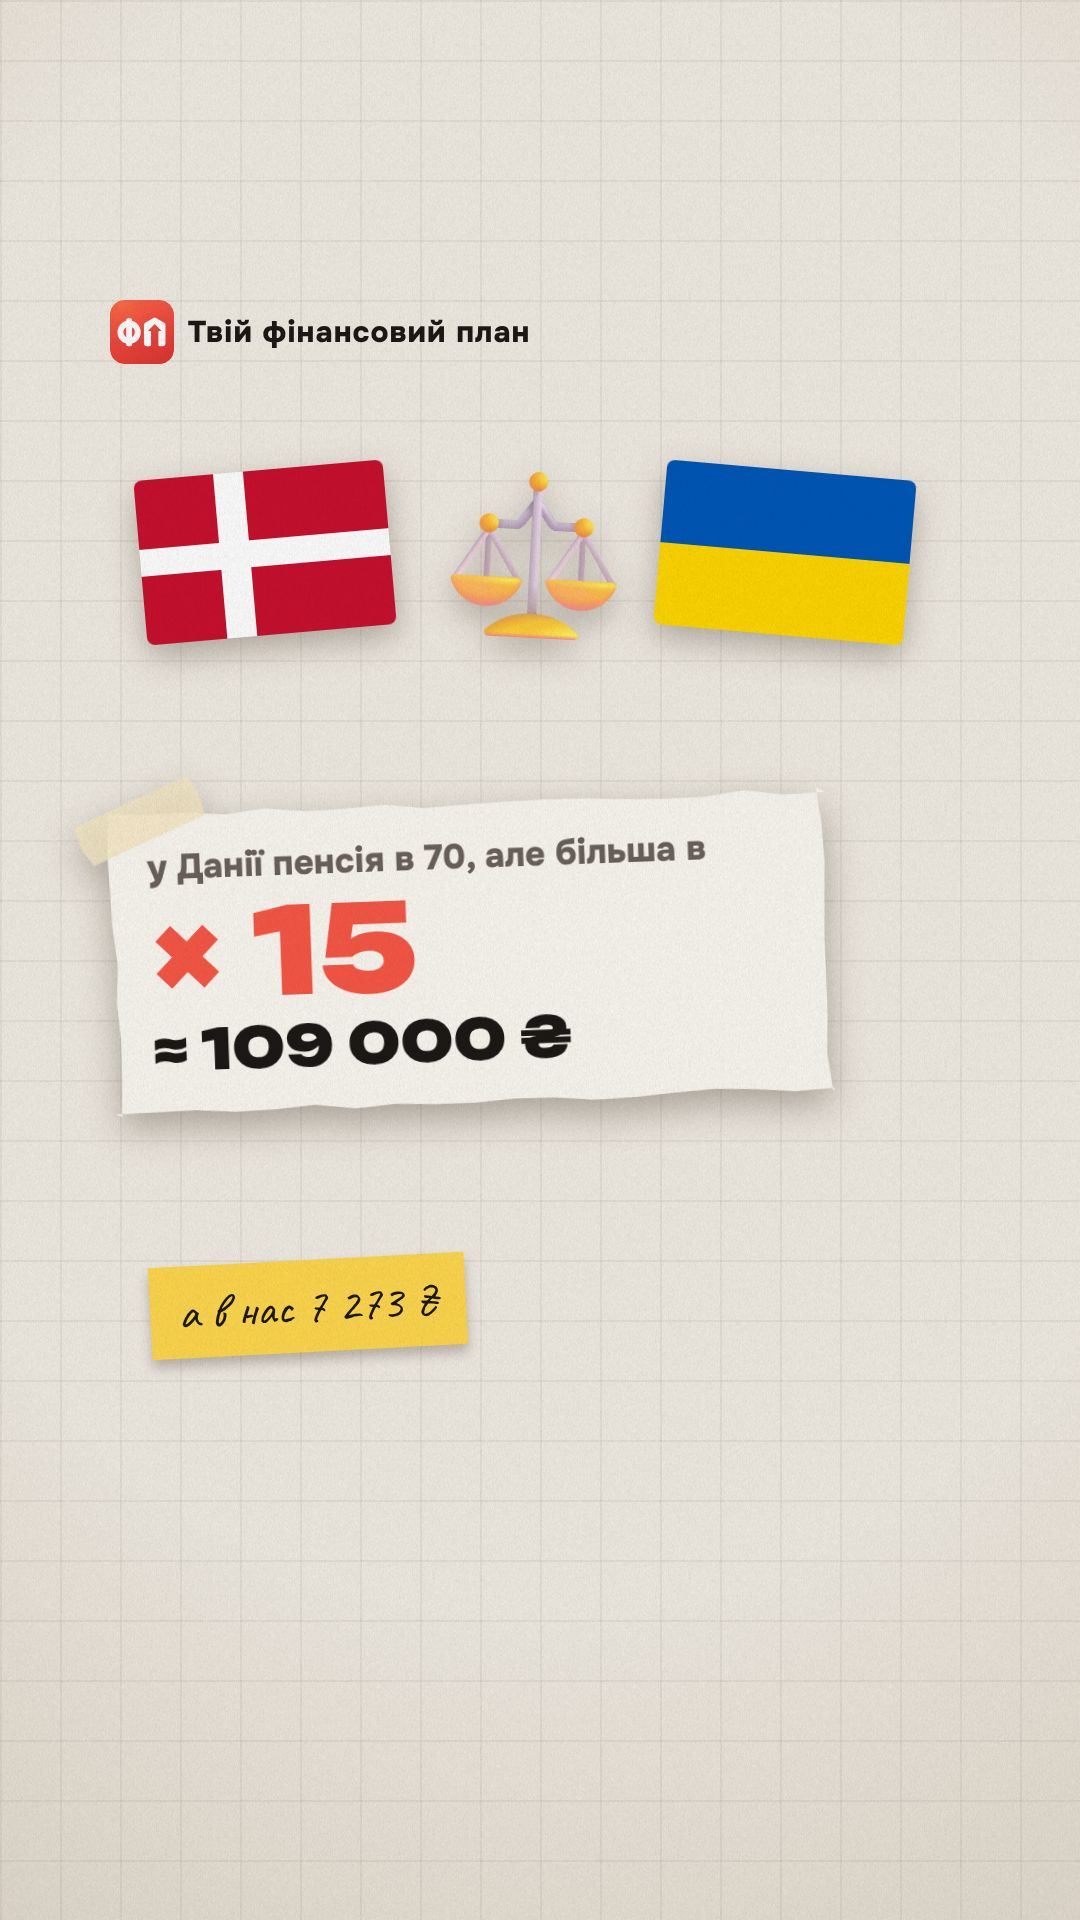 ФП Твій фінансовий план
у Данії пенсія в 70, але більша в
× 15
≈ 109 000 ₴
а в нас 7 273 ₴